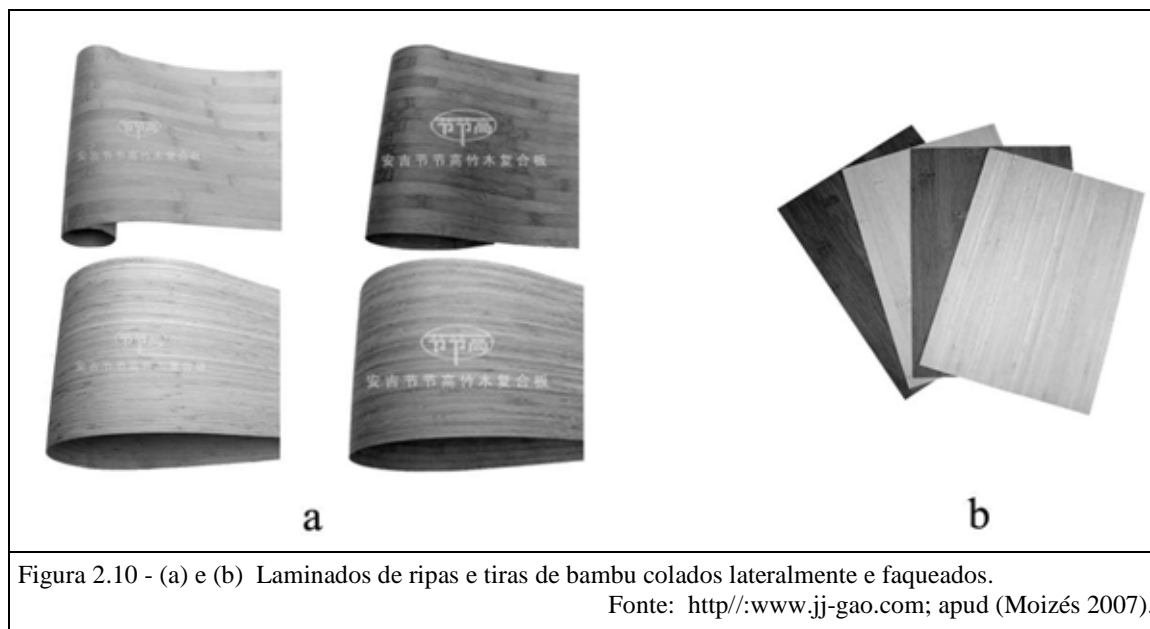 节节高
安吉节节高竹木复合板
节节高
安吉节节高竹木复合板
节节高
安吉节节高竹木复合板
节节高
安吉节节高竹木复合板
a
b
Figura 2.10 - (a) e (b) Laminados de ripas e tiras de bambu colados lateralmente e faqueados.
Fonte: http//:www.jj-gao.com; apud (Moizés 2007).